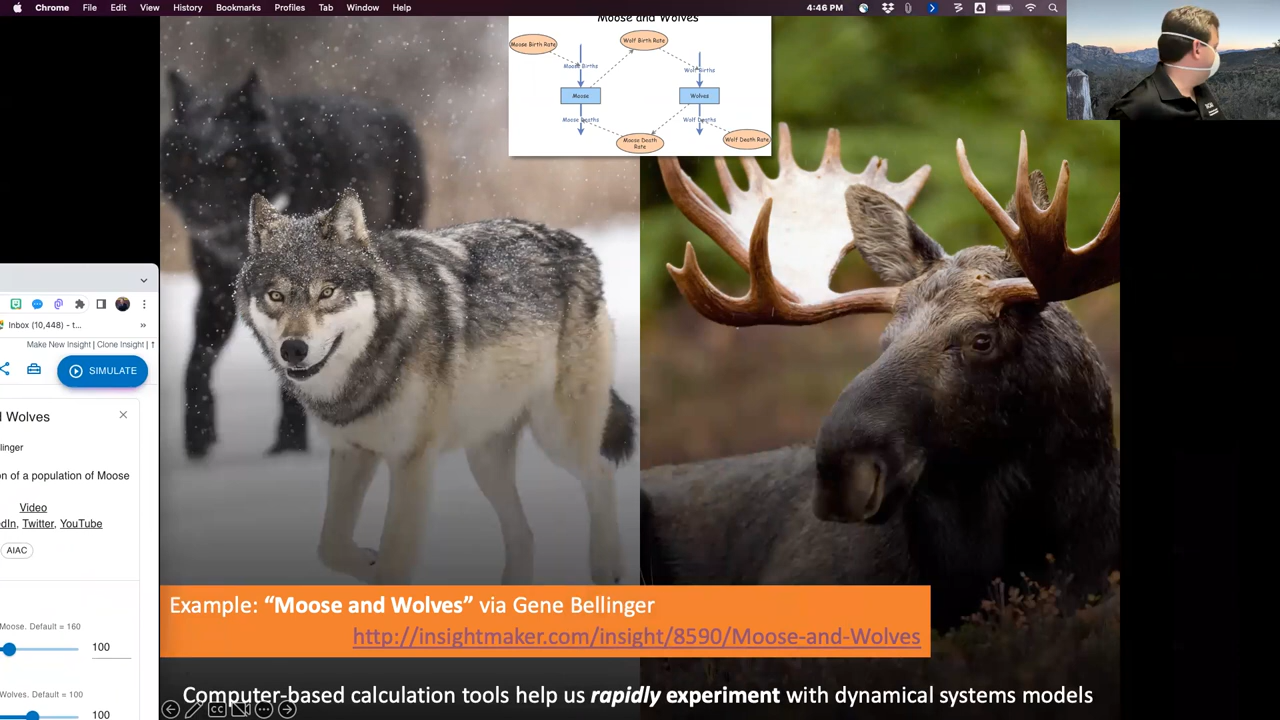 Chrome File Edit View History Bookmarks Profiles Tab Window Help 4:46 PM
Moose and Wolves
Moose Birth Rate
Wolf Birth Rate
Moose Births
Wolf Births
Moose
Wolves
Moose Deaths
Wolf Deaths
Moose Death
Rate
Wolf Death Rate
Inbox (10,448) - t...
Make New Insight | Clone Insight |
SIMULATE
d Wolves
linger
n of a population of Moose
Video
dIn, Twitter, YouTube
AIAC
Moose. Default = 160
100
Wolves. Default = 100
100
Example: “Moose and Wolves” via Gene Bellinger
http://insightmaker.com/insight/8590/Moose-and-Wolves
Computer-based calculation tools help us rapidly experiment with dynamical systems models
CC